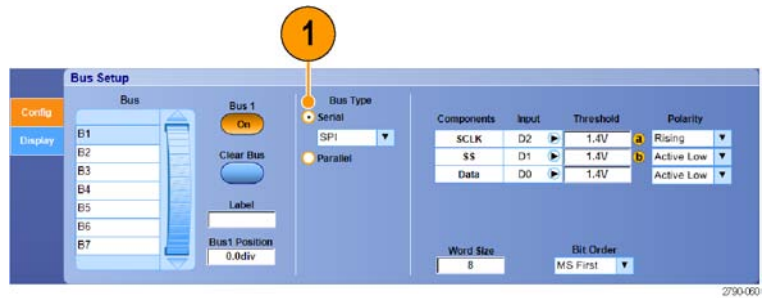 1
Bus Setup
Config
Display
Bus
B1
B2
B3
B4
B5
B6
B7
Bus 1
On
Clear Bus
Label
Bus1 Position
0.0div
Bus Type
Serial
SPI
Parallel
Components Input Threshold Polarity
SCLK D2 1.4V a Rising
SS D1 1.4V b Active Low
Data D0 1.4V Active Low
Word Size
8
Bit Order
MS First
2790-060